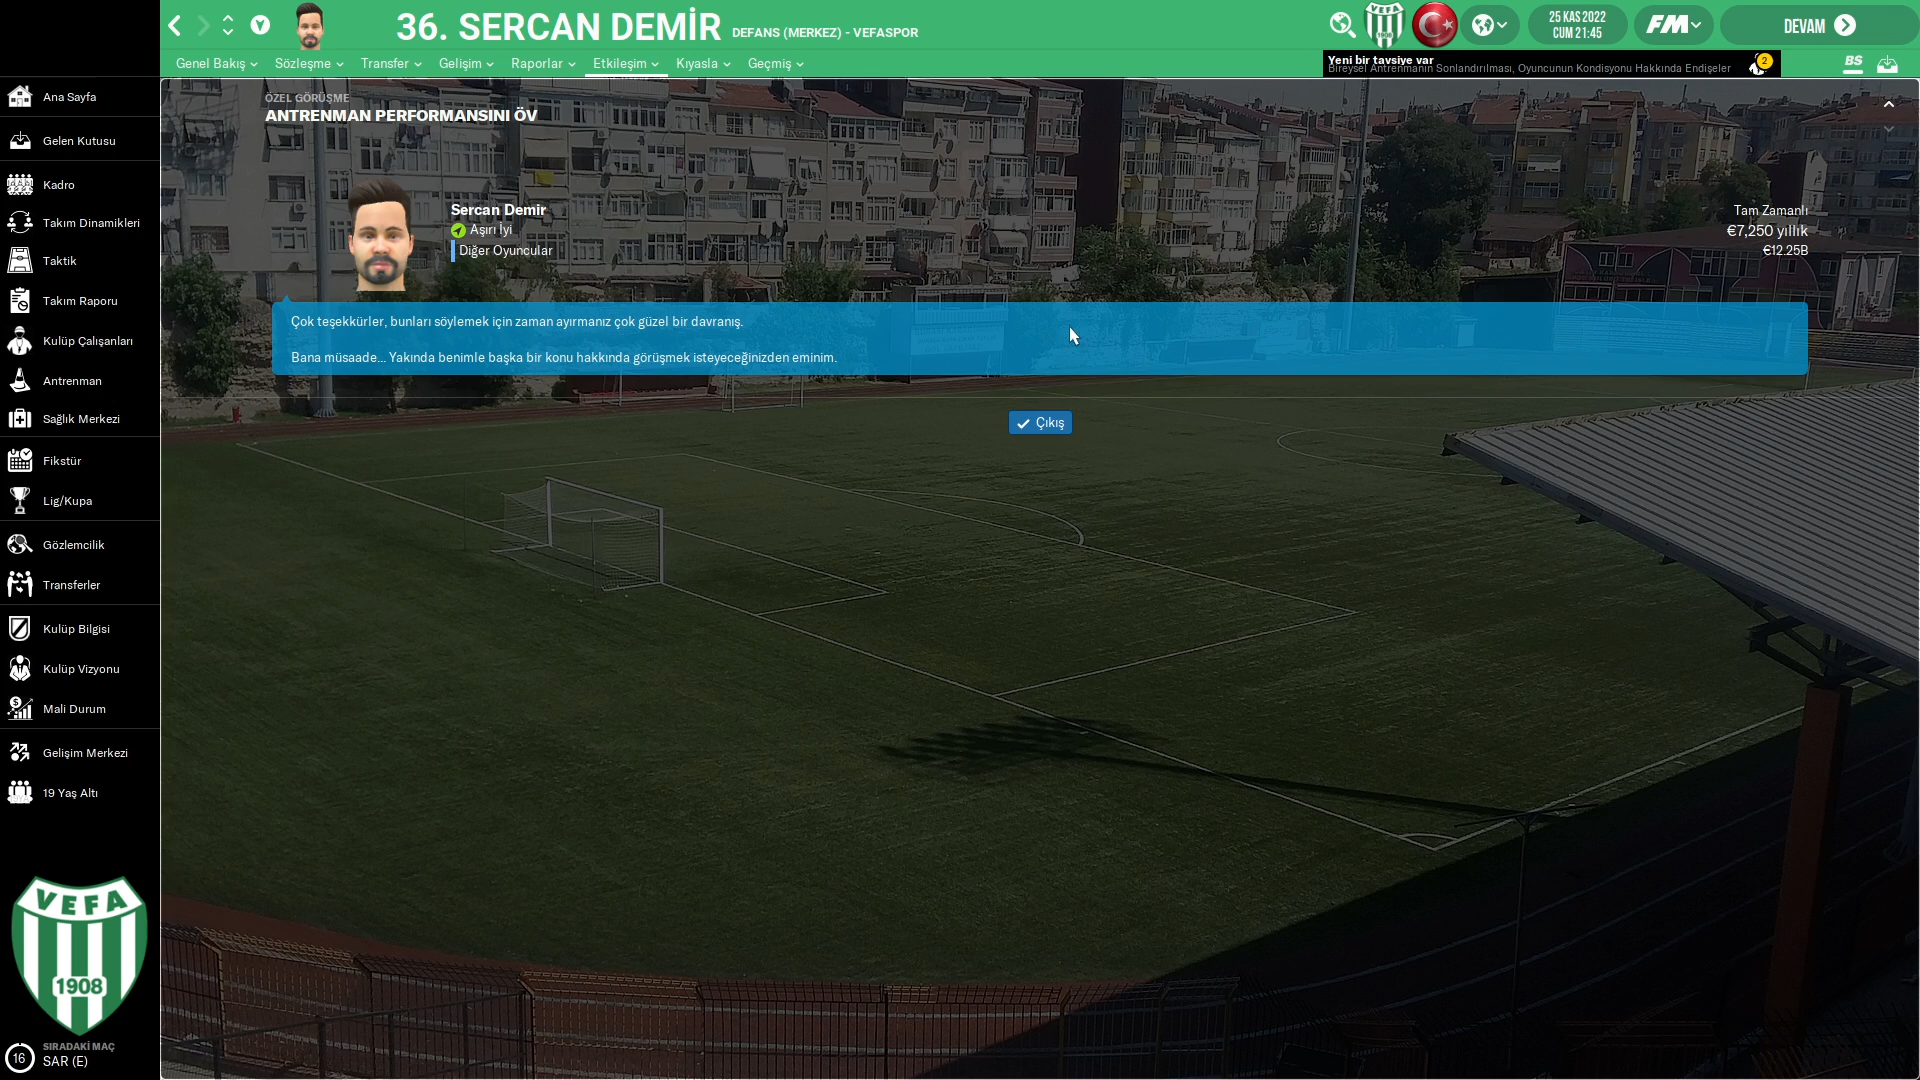 36. SERCAN DEMİR DEFANS (MERKEZ) - VEFASPOR
VEFA
1908
25 KAS 2022
CUM 21:45
FM
DEVAM
Genel Bakış
Sözleşme
Transfer
Gelişim
Raporlar
Etkileşim
Kıyasla
Geçmiş
Yeni bir tavsiye var
Bireysel Antrenmanın Sonlandırılması, Oyuncunun Kondisyonu Hakkında Endişeler
2
BS
Ana Sayfa
Gelen Kutusu
Kadro
Takım Dinamikleri
Taktik
Takım Raporu
Kulüp Çalışanları
Antrenman
Sağlık Merkezi
Fikstür
Lig/Kupa
Gözlemcilik
Transferler
Kulüp Bilgisi
Kulüp Vizyonu
Mali Durum
Gelişim Merkezi
19 Yaş Altı
VEFA
1908
SIRADAKİ MAÇ
16
SAR (E)
ÖZEL GÖRÜŞME
ANTRENMAN PERFORMANSINI ÖV
Sercan Demir
Aşırı İyi
Diğer Oyuncular
Tam Zamanlı
€7,250 yıllık
€12.25B
Çok teşekkürler, bunları söylemek için zaman ayırmanız çok güzel bir davranış.
Bana müsaade... Yakında benimle başka bir konu hakkında görüşmek isteyeceğinizden eminim.
Çıkış